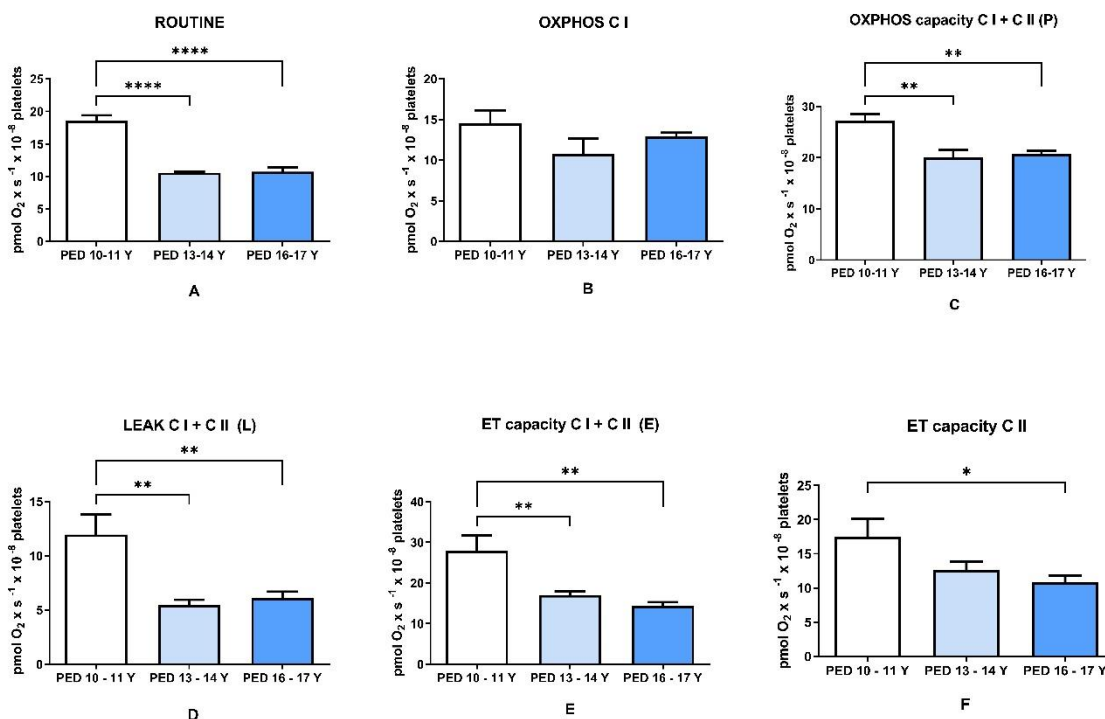 ROUTINE
****
****
pmol O₂ x s ⁻¹ x 10 ⁻⁸ platelets
25
20
15
10
5
0
PED 10-11 Y PED 13-14 Y PED 16-17 Y
A
OXPHOS C I
pmol O₂ x s ⁻¹ x 10 ⁻⁸ platelets
20
15
10
5
0
PED 10-11 Y PED 13-14 Y PED 16-17 Y
B
OXPHOS capacity C I + C II (P)
**
**
pmol O₂ x s ⁻¹ x 10 ⁻⁸ platelets
30
20
10
0
PED 10-11 Y PED 13-14 Y PED 16-17 Y
C
LEAK C I + C II (L)
**
**
pmol O₂ x s ⁻¹ x 10 ⁻⁸ platelets
15
10
5
0
PED 10 - 11 Y PED 13 - 14 Y PED 16 - 17 Y
D
ET capacity C I + C II (E)
**
**
pmol O₂ x s ⁻¹ x 10 ⁻⁸ platelets
40
30
20
10
0
PED 10 - 11 Y PED 13 - 14 Y PED 16 - 17 Y
E
ET capacity C II
*
pmol O₂ x s ⁻¹ x 10 ⁻⁸ platelets
25
20
15
10
5
0
PED 10 - 11 Y PED 13 - 14 Y PED 16 - 17 Y
F